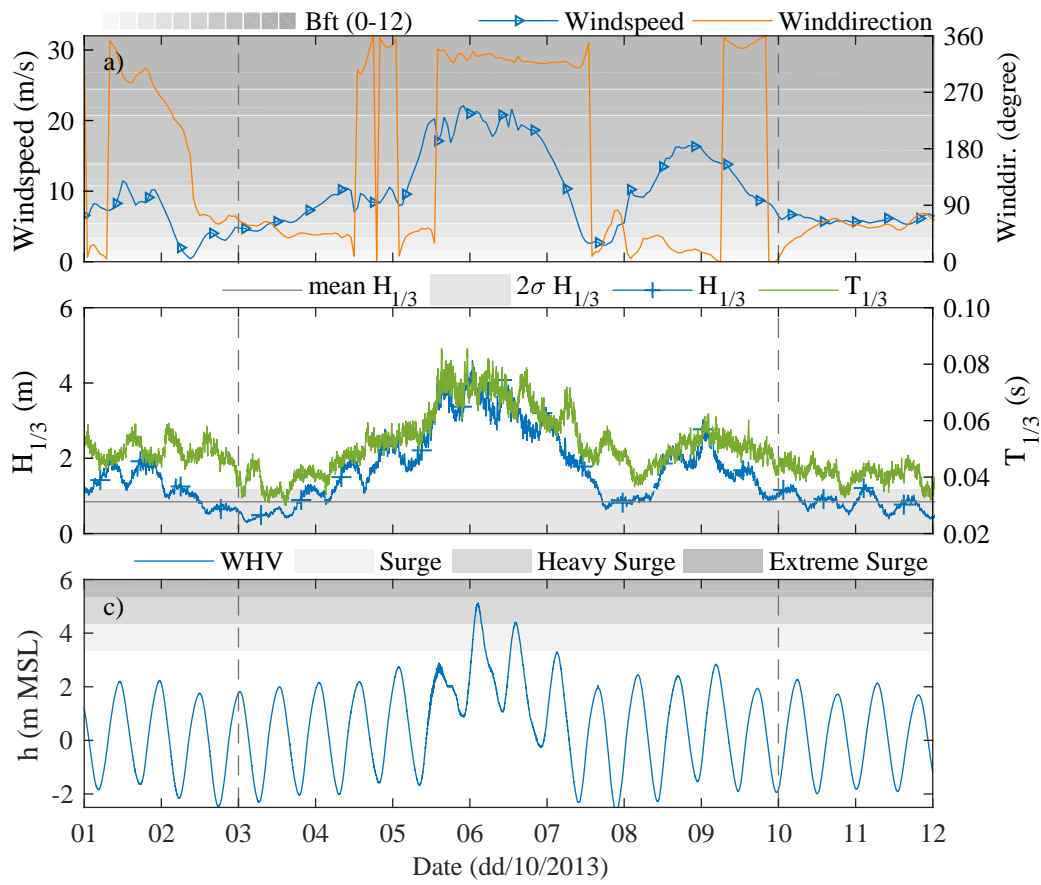 Bft (0-12) Windspeed Winddirection
a)
30
20
10
0
Windspeed (m/s)
360
270
180
90
0
Winddir. (degree)
mean H1/3 2σ H1/3 H1/3 T1/3
6
4
2
0
H1/3 (m)
0.10
0.08
0.06
0.04
0.02
T1/3 (s)
WHV Surge Heavy Surge Extreme Surge
c)
6
4
2
0
-2
h (m MSL)
01 02 03 04 05 06 07 08 09 10 11 12
Date (dd/10/2013)